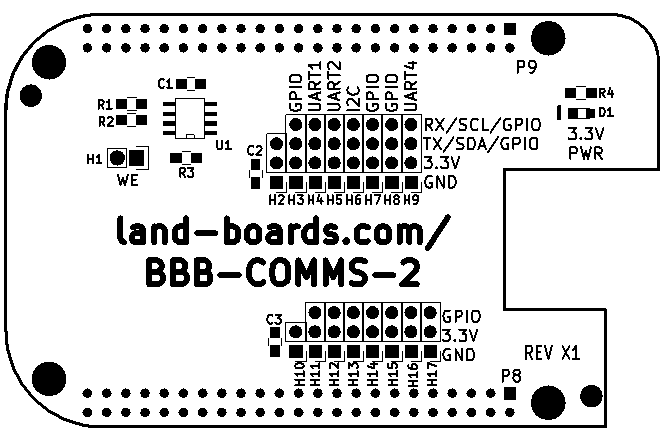 P9
GPIO UART1 UART2 I2C GPIO GPIO UART4
C1
R4
R1
D1
R2
RX/SCL/GPIO
3.3V
U1
TX/SDA/GPIO
PWR
H1
C2
3.3V
R3
WE
GND
H2 H3 H4 H5 H6 H7 H8 H9
land-boards.com/
BBB-COMMS-2
C3
GPIO
3.3V
GND
REV X1
H10 H11 H12 H13 H14 H15 H16 H17
P8